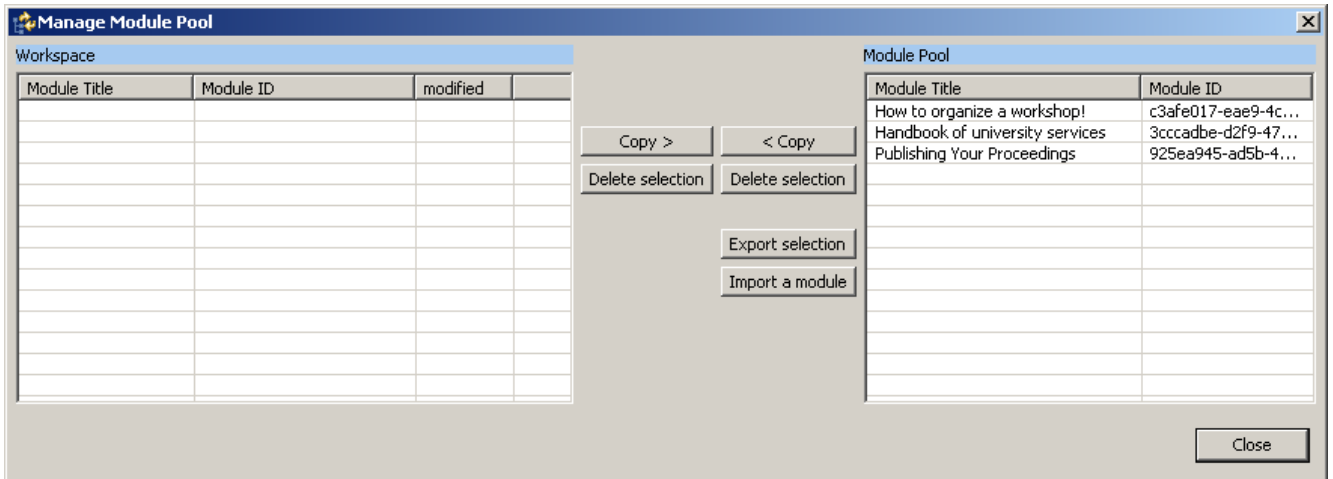 Manage Module Pool
Workspace
Module Pool
Module Title Module ID modified
Module Title Module ID
How to organize a workshop! c3afe017-eae9-4c...
Handbook of university services 3cccadbe-d2f9-47...
Publishing Your Proceedings 925ea945-ad5b-4...
Copy > < Copy
Delete selection Delete selection
Export selection
Import a module
Close